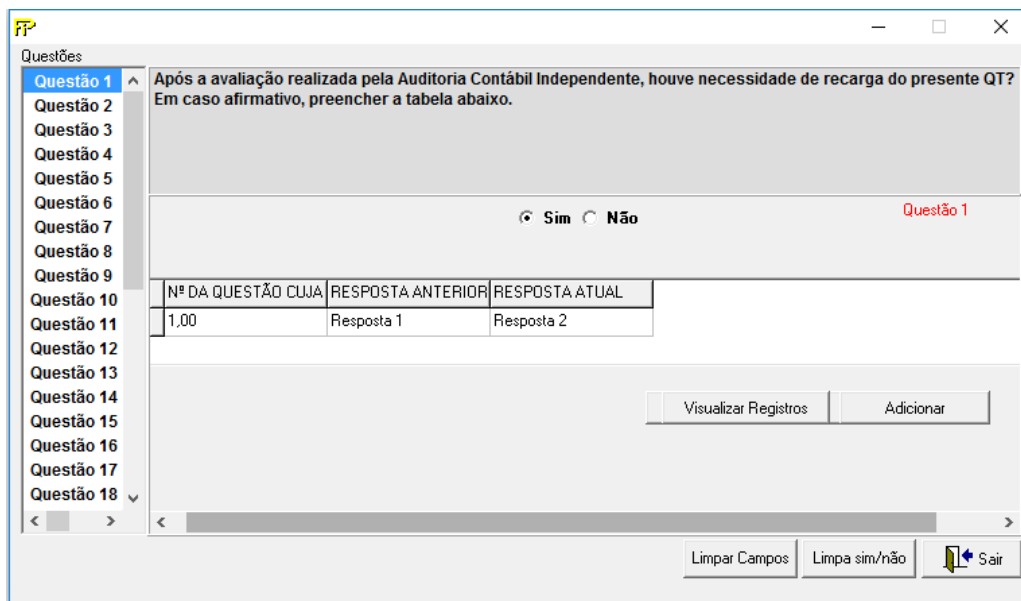 FIP
Questões
Questão 1
Questão 2
Questão 3
Questão 4
Questão 5
Questão 6
Questão 7
Questão 8
Questão 9
Questão 10
Questão 11
Questão 12
Questão 13
Questão 14
Questão 15
Questão 16
Questão 17
Questão 18
Após a avaliação realizada pela Auditoria Contábil Independente, houve necessidade de recarga do presente QT?
Em caso afirmativo, preencher a tabela abaixo.
Sim Não
Questão 1
Nº DA QUESTÃO CUJA RESPOSTA ANTERIOR RESPOSTA ATUAL
1,00 Resposta 1 Resposta 2
Visualizar Registros Adicionar
Limpar Campos Limpa sim/não Sair